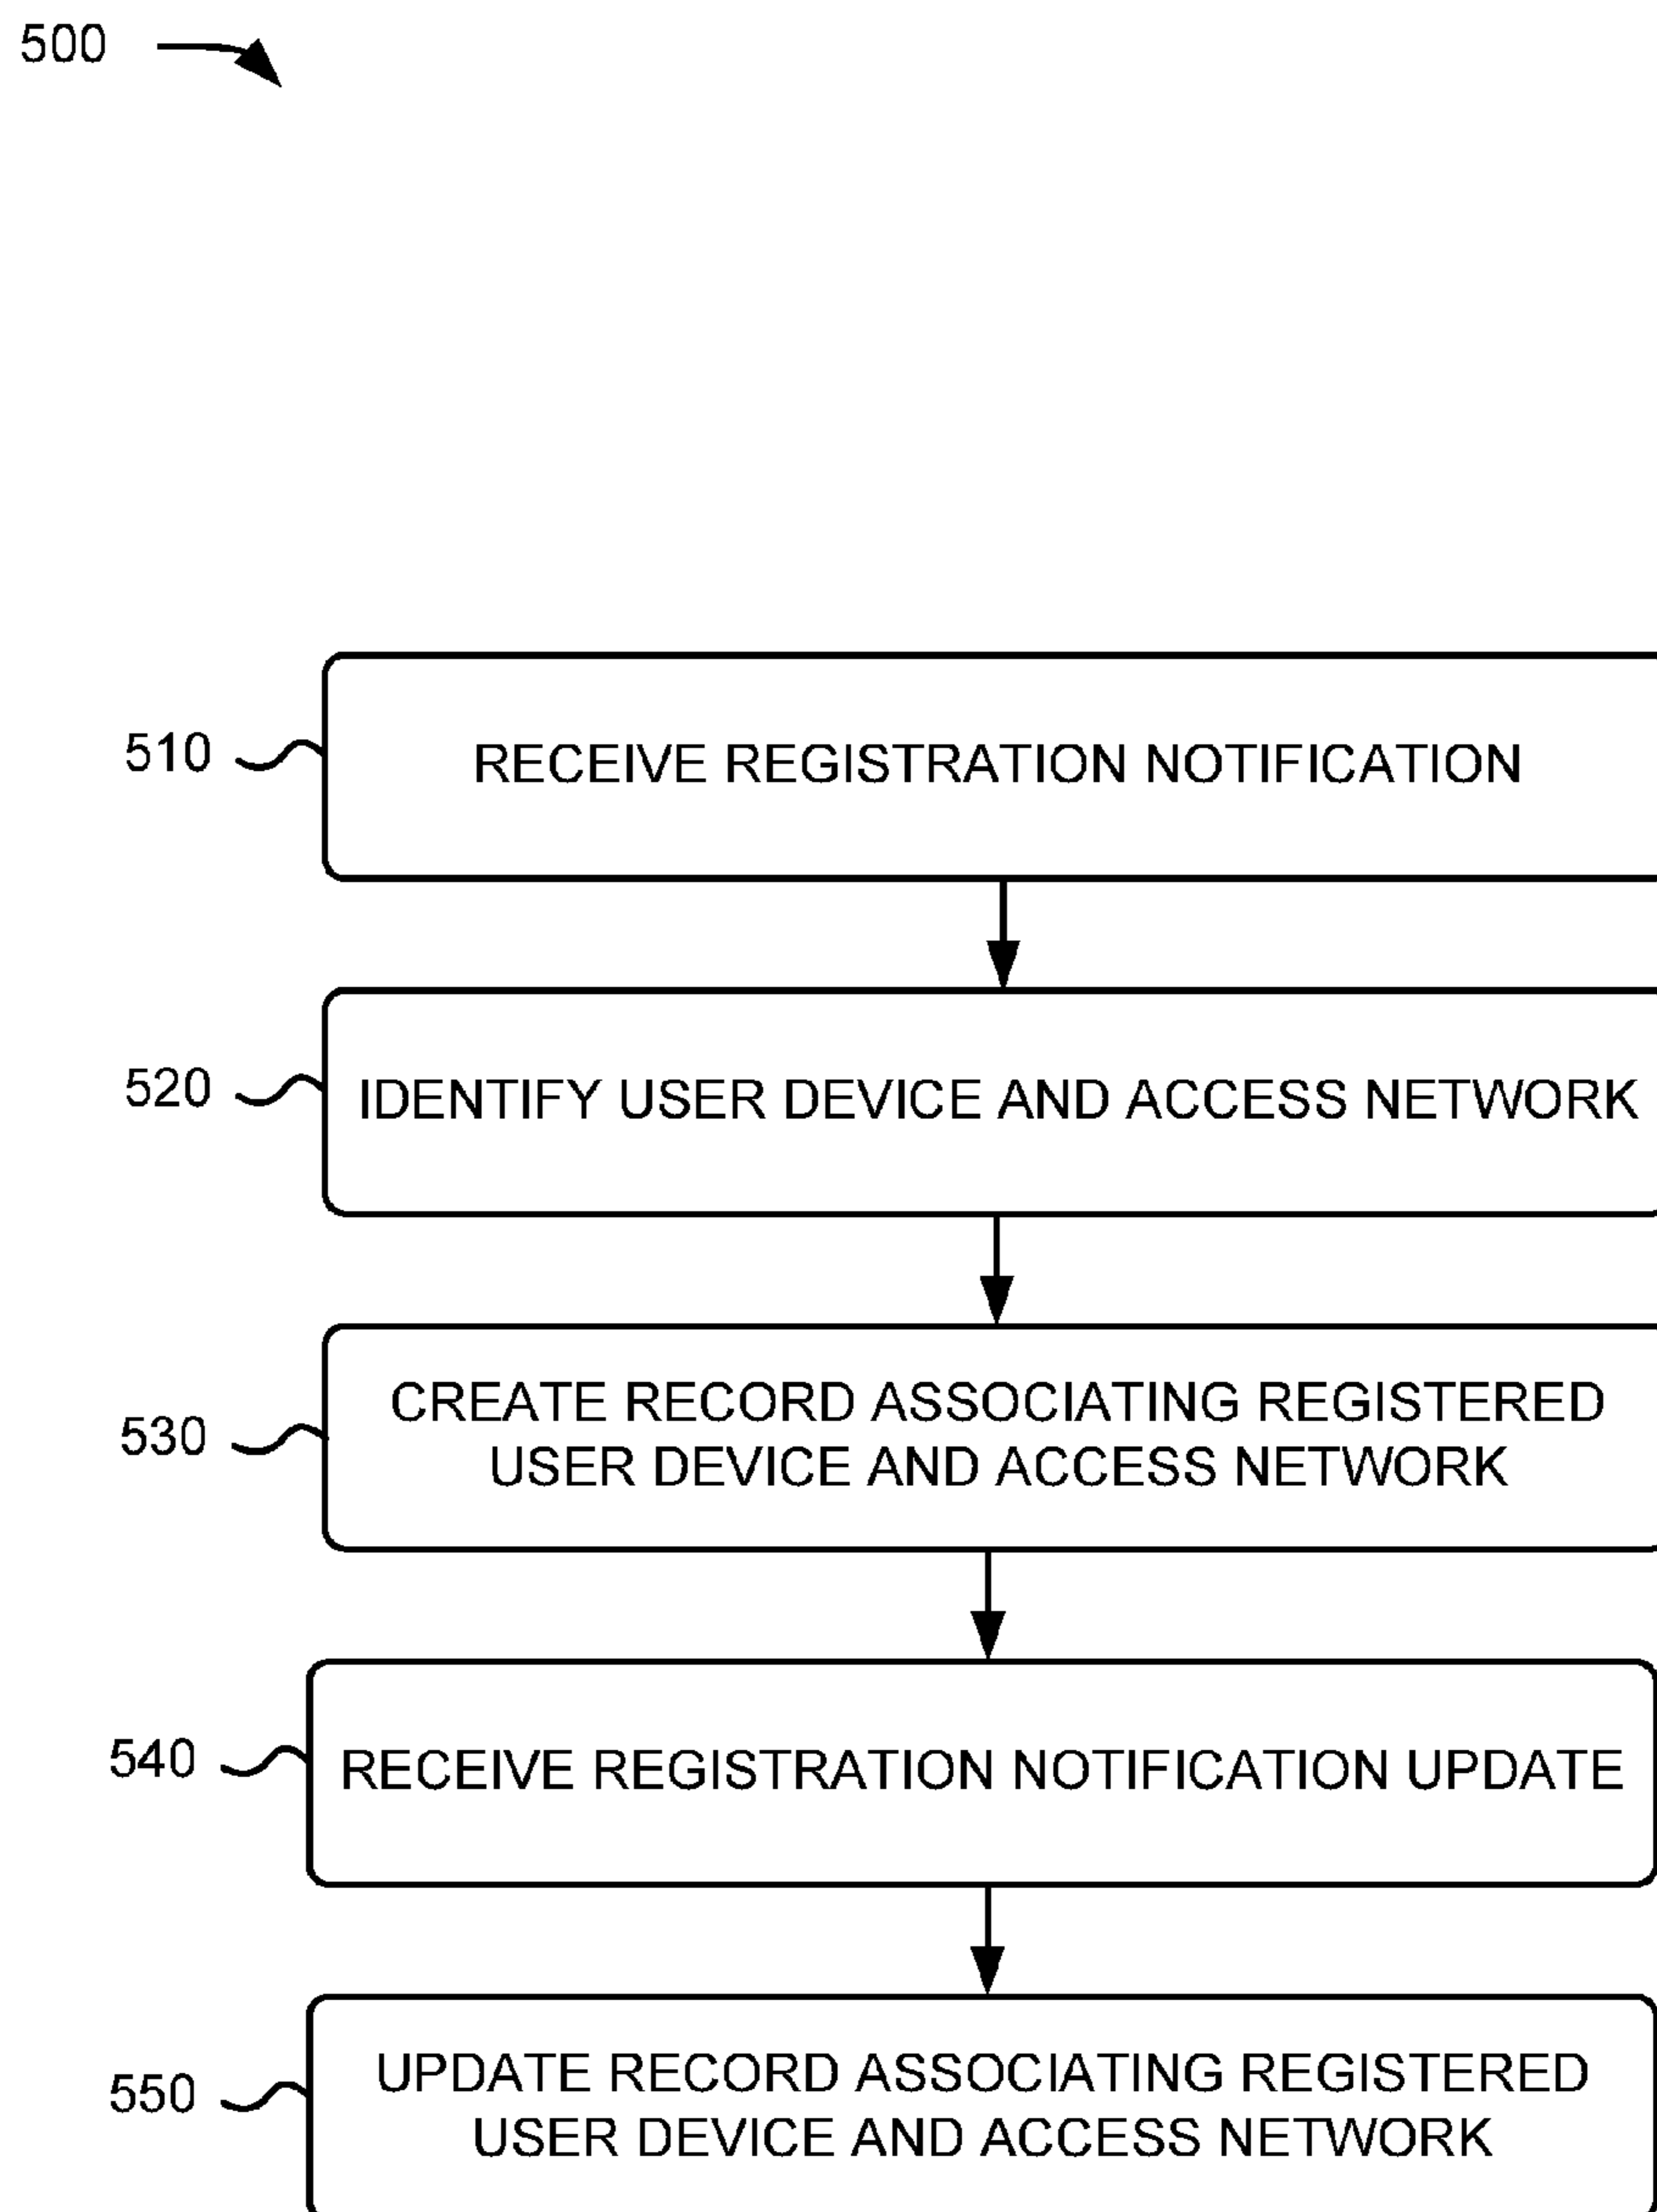 500
510
RECEIVE REGISTRATION NOTIFICATION
520
IDENTIFY USER DEVICE AND ACCESS NETWORK
530
CREATE RECORD ASSOCIATING REGISTERED
USER DEVICE AND ACCESS NETWORK
540
RECEIVE REGISTRATION NOTIFICATION UPDATE
550
UPDATE RECORD ASSOCIATING REGISTERED
USER DEVICE AND ACCESS NETWORK